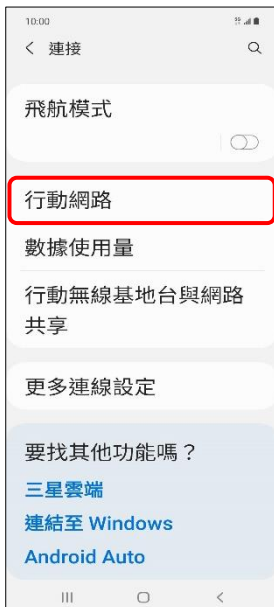 10:00
連接
飛航模式
行動網路
數據使用量
行動無線基地台與網路
共享
更多連線設定
要找其他功能嗎？
三星雲端
連結至 Windows
Android Auto